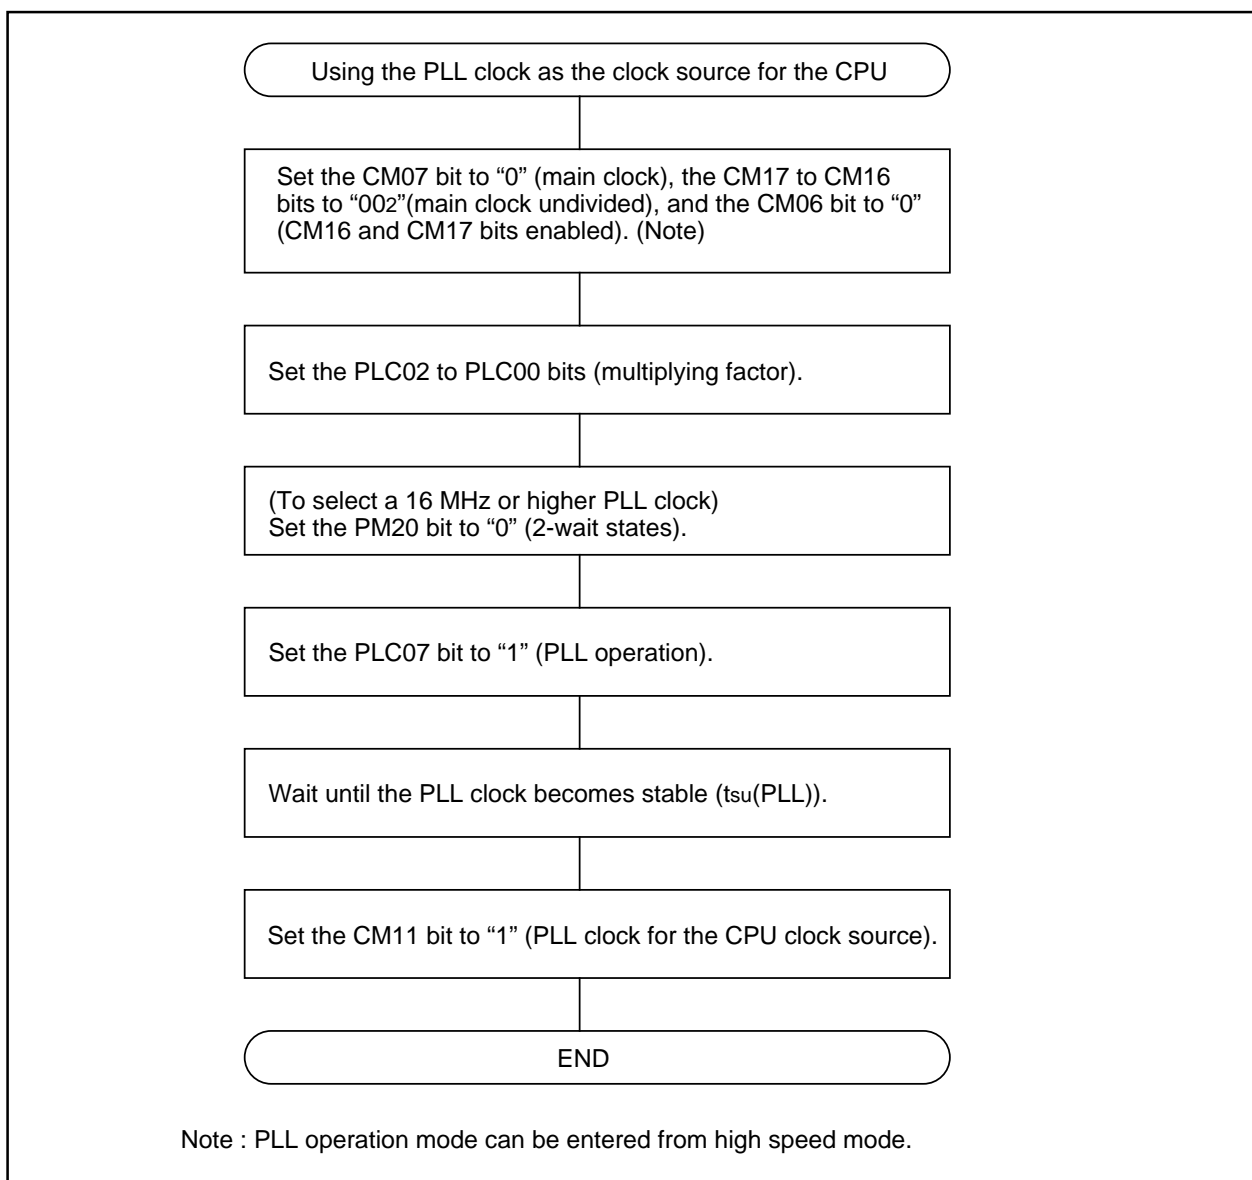 Using the PLL clock as the clock source for the CPU
Set the CM07 bit to “0” (main clock), the CM17 to CM16
bits to “002”(main clock undivided), and the CM06 bit to “0”
(CM16 and CM17 bits enabled). (Note)
Set the PLC02 to PLC00 bits (multiplying factor).
(To select a 16 MHz or higher PLL clock)
Set the PM20 bit to “0” (2-wait states).
Set the PLC07 bit to “1” (PLL operation).
Wait until the PLL clock becomes stable (tsu(PLL)).
Set the CM11 bit to “1” (PLL clock for the CPU clock source).
END
Note : PLL operation mode can be entered from high speed mode.